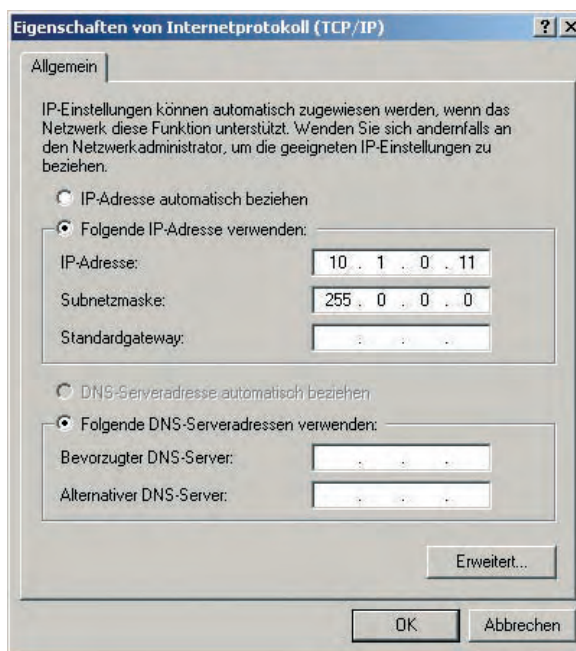 Eigenschaften von Internetprotokoll (TCP/IP)
Allgemein
IP-Einstellungen können automatisch zugewiesen werden, wenn das
Netzwerk diese Funktion unterstützt. Wenden Sie sich andernfalls an
den Netzwerkadministrator, um die geeigneten IP-Einstellungen zu
beziehen.
IP-Adresse automatisch beziehen
Folgende IP-Adresse verwenden:
IP-Adresse: 10 . 1 . 0 . 11
Subnetzmaske: 255 . 0 . 0 . 0
Standardgateway: . . .
DNS-Serveradresse automatisch beziehen
Folgende DNS-Serveradressen verwenden:
Bevorzugter DNS-Server: . . .
Alternativer DNS-Server: . . .
Erweitert...
OK Abbrechen